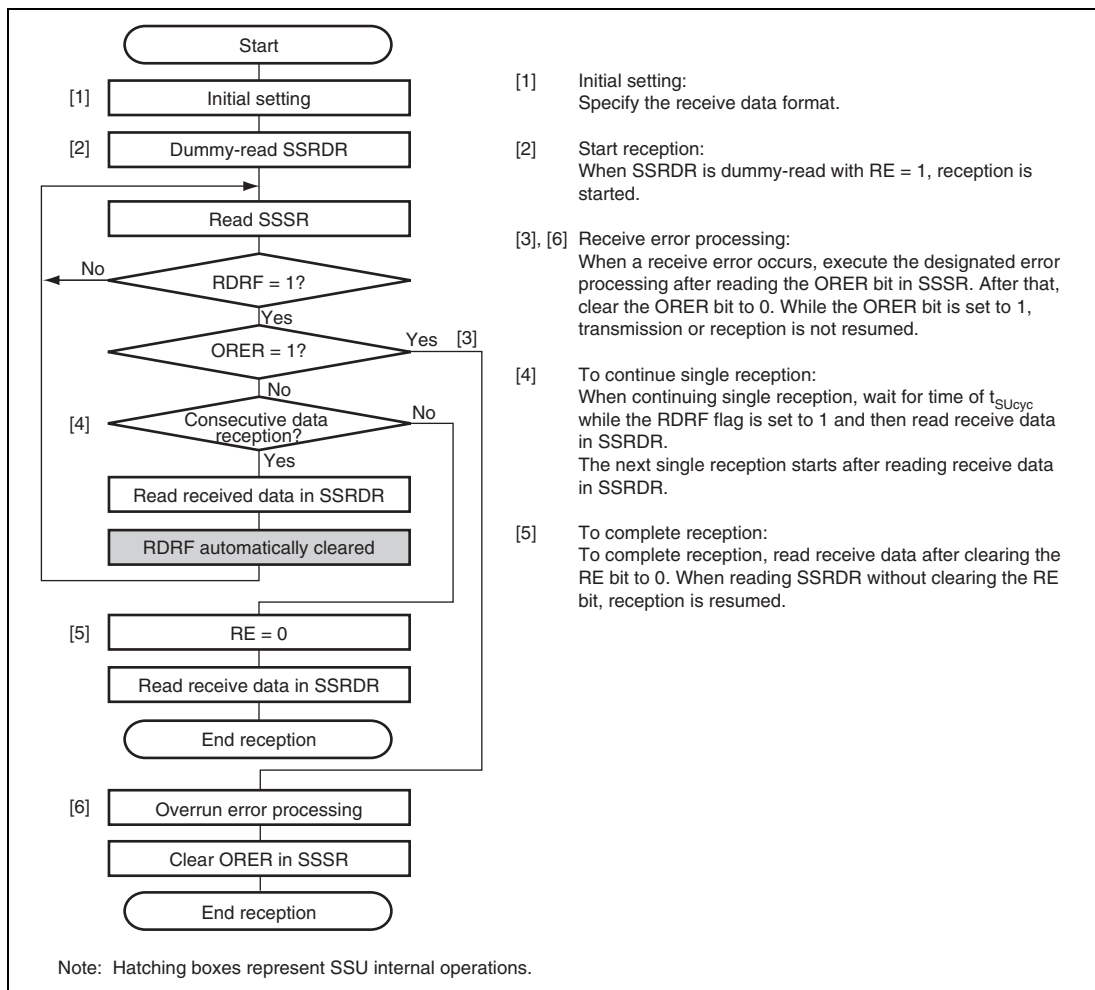 Start
[1] Initial setting
[2] Dummy-read SSRDR
Read SSSR
No
RDRF = 1?
Yes
Yes [3]
ORER = 1?
No
No
[4] Consecutive data
reception?
Yes
Read received data in SSRDR
RDRF automatically cleared
[5] RE = 0
Read receive data in SSRDR
End reception
[6] Overrun error processing
Clear ORER in SSSR
End reception
[1] Initial setting:
Specify the receive data format.
[2] Start reception:
When SSRDR is dummy-read with RE = 1, reception is
started.
[3], [6] Receive error processing:
When a receive error occurs, execute the designated error
processing after reading the ORER bit in SSSR. After that,
clear the ORER bit to 0. While the ORER bit is set to 1,
transmission or reception is not resumed.
[4] To continue single reception:
When continuing single reception, wait for time of tSUcyc
while the RDRF flag is set to 1 and then read receive data
in SSRDR.
The next single reception starts after reading receive data
in SSRDR.
[5] To complete reception:
To complete reception, read receive data after clearing the
RE bit to 0. When reading SSRDR without clearing the RE
bit, reception is resumed.
Note: Hatching boxes represent SSU internal operations.